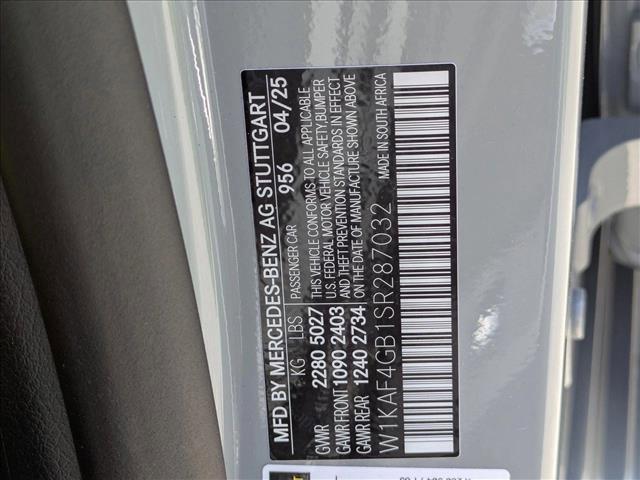 MFD BY MERCEDES-BENZ AG STUTTGART
956 04/25
KG LBS PASSENGER CAR
GVWR 2280 5027
GAWR FRONT 1090 2403
GAWR REAR 1240 2734
THIS VEHICLE CONFORMS TO ALL APPLICABLE
U.S. FEDERAL MOTOR VEHICLE SAFETY, BUMPER
AND THEFT PREVENTION STANDARDS IN EFFECT
ON THE DATE OF MANUFACTURE SHOWN ABOVE
W1KAF4GB1SR287032
MADE IN SOUTH AFRICA